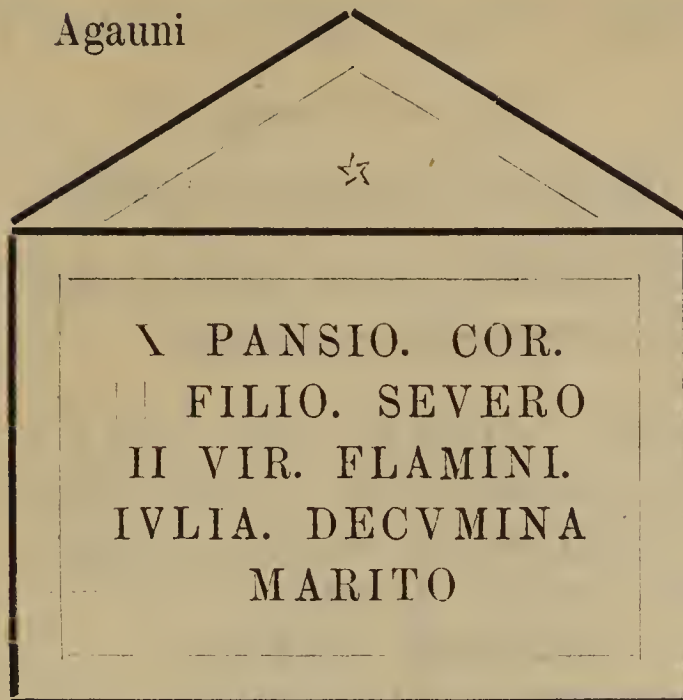 Agauni
PANSIO. COR.
FILIO. SEVERO
II VIR. FLAMINI.
IVLIA. DECVMINA
MARITO